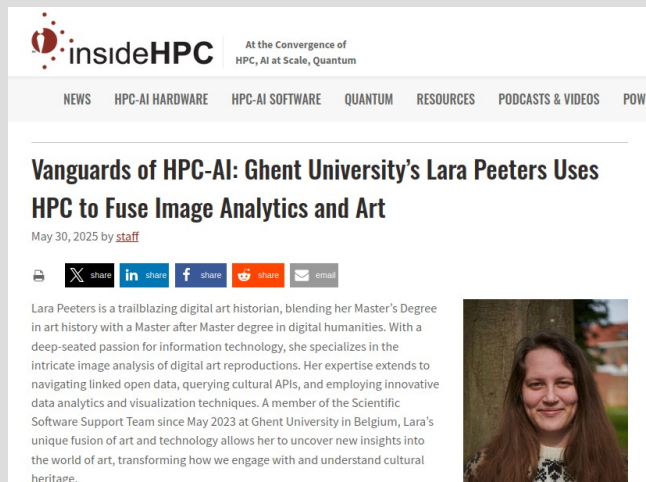 insideHPC
At the Convergence of
HPC, AI at Scale, Quantum
NEWS HPC-AI HARDWARE HPC-AI SOFTWARE QUANTUM RESOURCES PODCASTS & VIDEOS POW
Vanguards of HPC-AI: Ghent University’s Lara Peeters Uses
HPC to Fuse Image Analytics and Art
May 30, 2025 by staff
share share share share email
Lara Peeters is a trailblazing digital art historian, blending her Master’s Degree
in art history with a Master after Master degree in digital humanities. With a
deep-seated passion for information technology, she specializes in the
intricate image analysis of digital art reproductions. Her expertise extends to
navigating linked open data, querying cultural APIs, and employing innovative
data analytics and visualization techniques. A member of the Scientific
Software Support Team since May 2023 at Ghent University in Belgium, Lara’s
unique fusion of art and technology allows her to uncover new insights into
the world of art, transforming how we engage with and understand cultural
heritage.